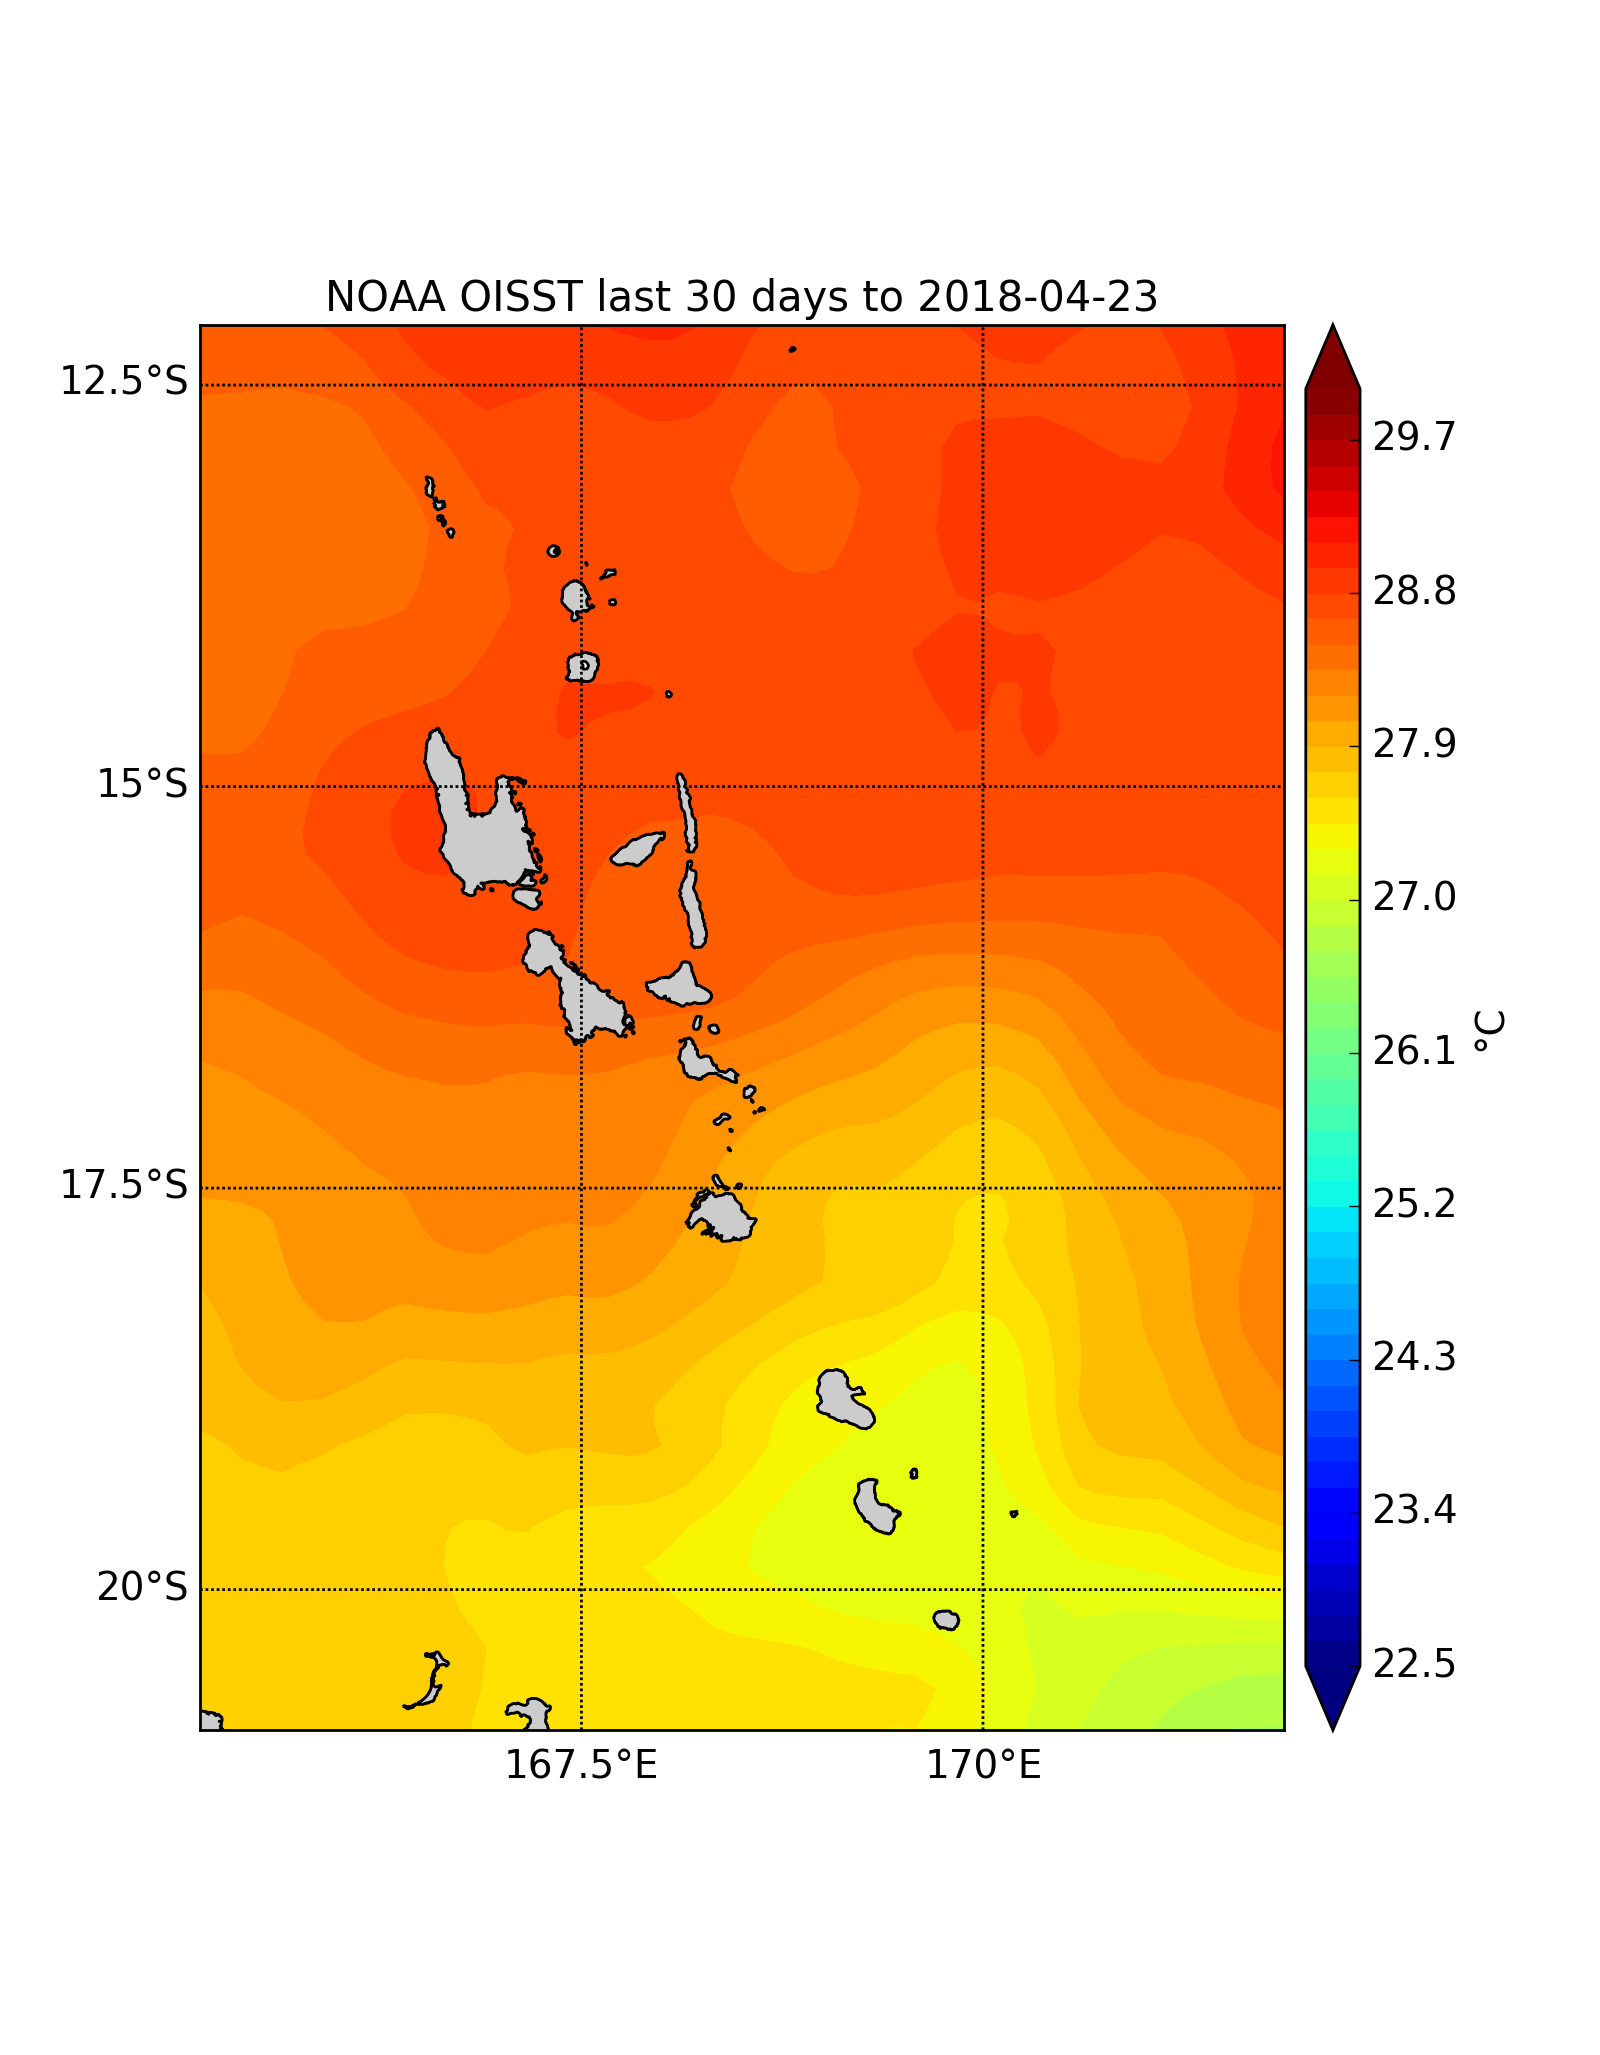 NOAA OISST last 30 days to 2018-04-23
12.5°S
15°S
17.5°S
20°S
167.5°E
170°E
29.7
28.8
27.9
27.0
26.1
25.2
24.3
23.4
22.5
°C